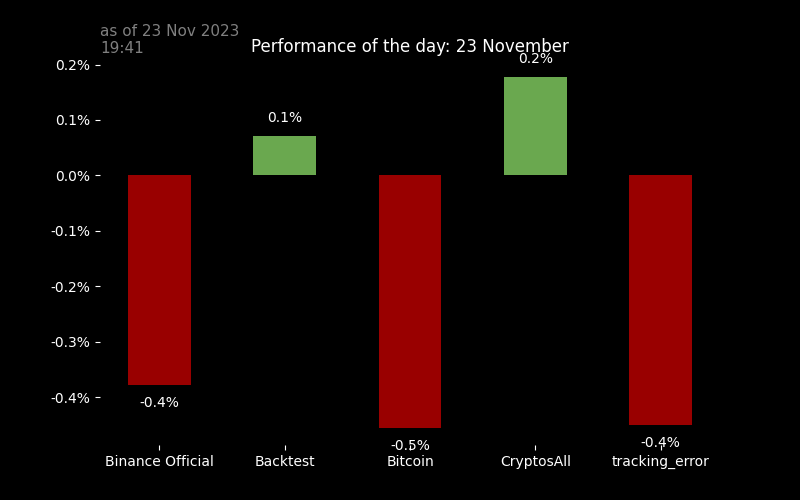 as of 23 Nov 2023
19:41
Performance of the day: 23 November
0.2%
0.2%
0.1%
0.1%
0.0%
-0.1%
-0.2%
-0.3%
-0.4%
-0.4%
-0.5%
-0.4%
Binance Official
Backtest
Bitcoin
CryptosAll
tracking_error